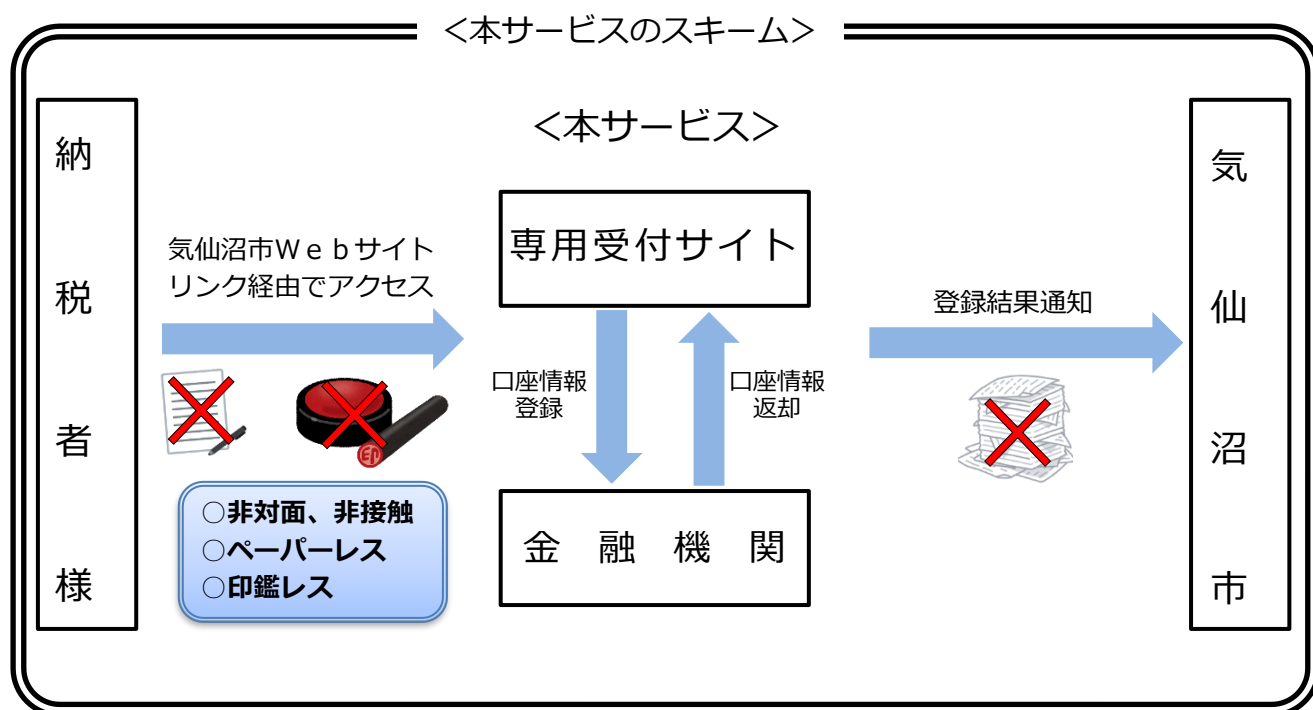 ＜本サービスのスキーム＞
納税者様
気仙沼市Ｗｅｂサイト
リンク経由でアクセス
○非対面、非接触
○ペーパーレス
○印鑑レス
＜本サービス＞
専用受付サイト
口座情報
登録
口座情報
返却
金融機関
登録結果通知
気仙沼市